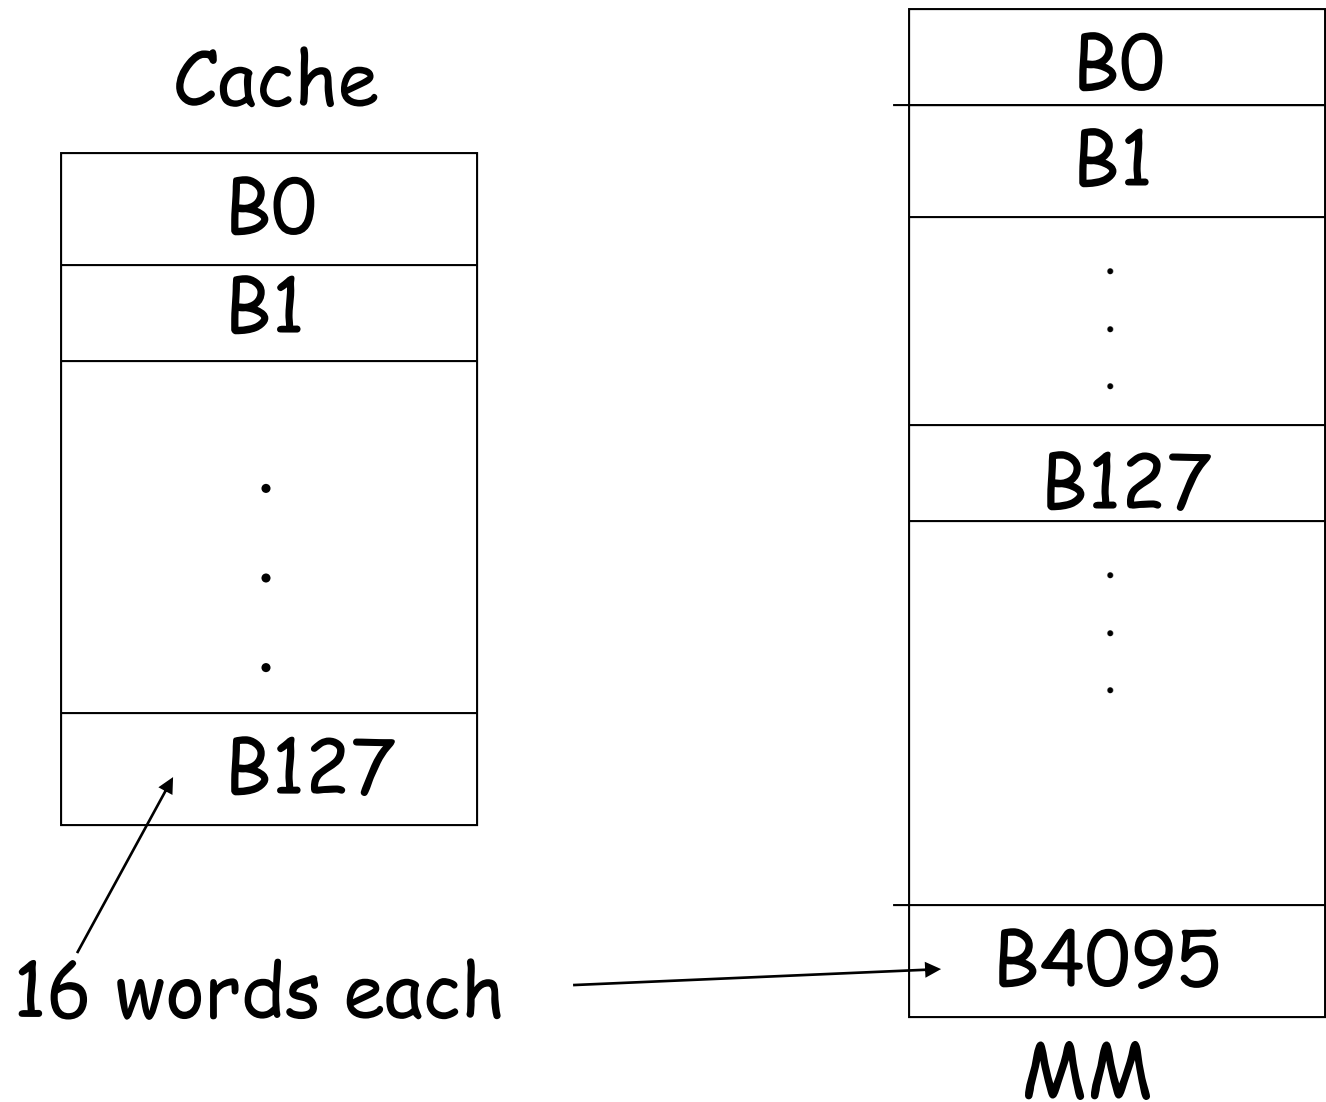 Cache
B0
B1
.
.
.
B127
16 words each
B0
B1
.
.
.
B127
.
.
.
B4095
MM